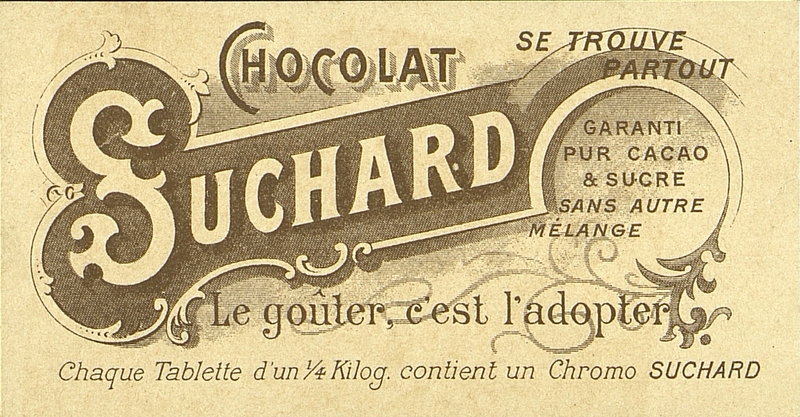 CHOCOLAT
SUCHARD
SE TROUVE
PARTOUT
GARANTI
PUR CACAO
& SUCRE
SANS AUTRE
MÉLANGE
Le goûter, c'est l'adopter
Chaque Tablette d'un ¼ Kilog. contient un Chromo SUCHARD